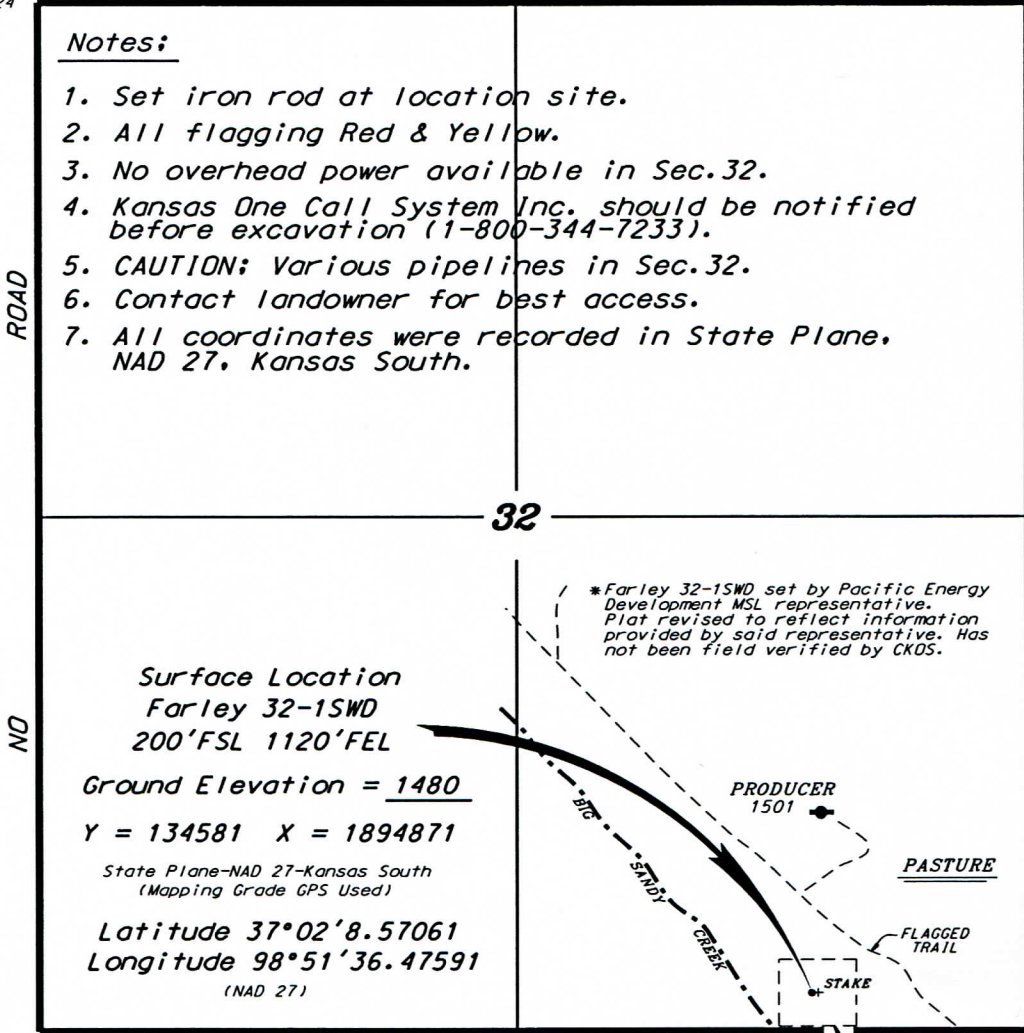 24
Notes:
1. Set iron rod at location site.
2. All flagging Red & Yellow.
3. No overhead power available in Sec.32.
4. Kansas One Call System Inc. should be notified
before excavation (1-800-344-7233).
5. CAUTION: Various pipelines in Sec.32.
6. Contact landowner for best access.
7. All coordinates were recorded in State Plane,
NAD 27, Kansas South.
ROAD
NO
32
*Farley 32-1SWD set by Pacific Energy
Development MSL representative.
Plat revised to reflect information
provided by said representative. Has
not been field verified by CKOS.
Surface Location
Farley 32-1SWD
200'FSL 1120'FEL
Ground Elevation = 1480
Y = 134581 X = 1894871
State Plane-NAD 27-Kansas South
(Mapping Grade GPS Used)
Latitude 37°02'8.57061
Longitude 98°51'36.47591
(NAD 27)
BIG
SANDY
CREEK
PRODUCER
1501
PASTURE
FLAGGED
TRAIL
STAKE